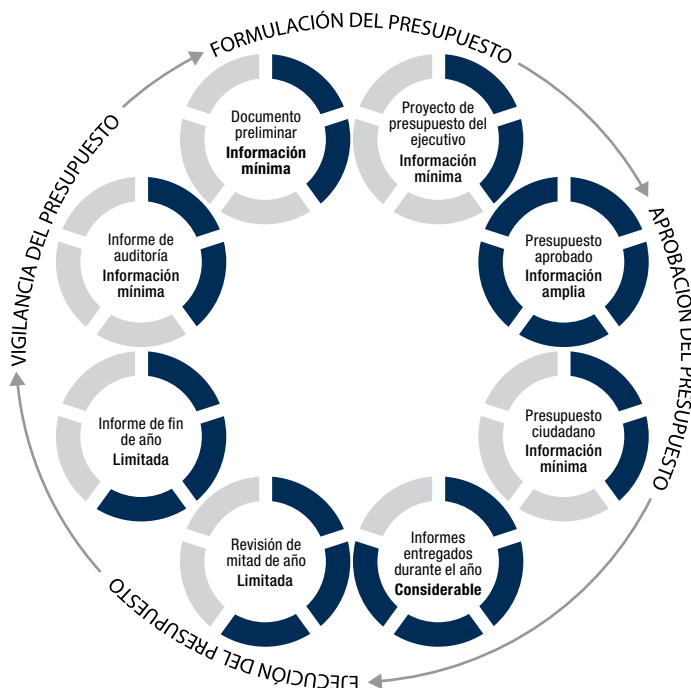 FORMULACIÓN DEL PRESUPUESTO
Documento
preliminar
Información
mínima
Proyecto de
presupuesto del
ejecutivo
Información
mínima
APROBACIÓN DEL PRESUPUESTO
Presupuesto
aprobado
Información
amplia
Presupuesto
ciudadano
Información
mínima
EJECUCIÓN DEL PRESUPUESTO
Informes
entregados
durante el año
Considerable
Revisión de
mitad de año
Limitada
Informe de fin
de año
Limitada
VIGILANCIA DEL PRESUPUESTO
Informe de
auditoría
Información
mínima